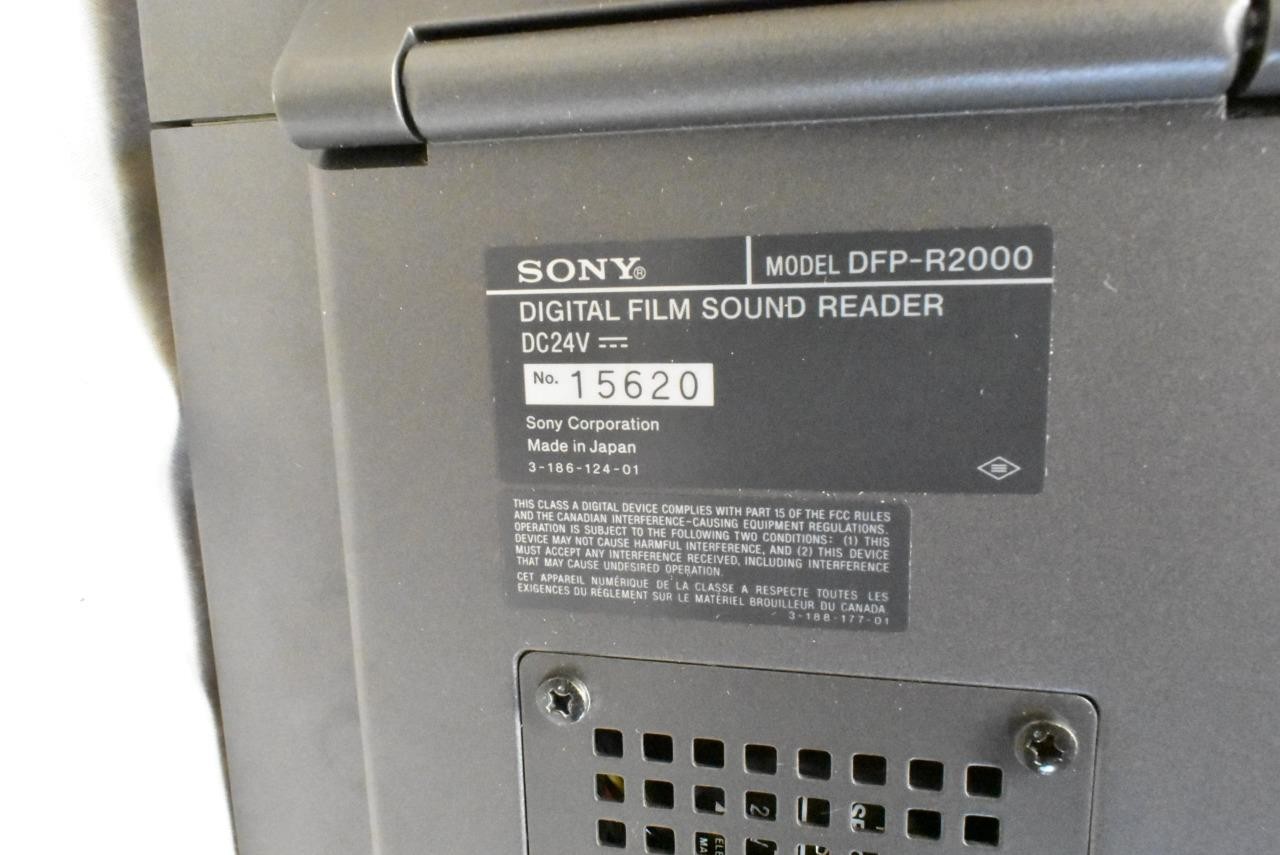 SONY®
MODEL DFP-R2000
DIGITAL FILM SOUND READER
DC24V
No. 15620
Sony Corporation
Made in Japan
3-186-124-01
THIS CLASS A DIGITAL DEVICE COMPLIES WITH PART 15 OF THE FCC RULES
AND THE CANADIAN INTERFERENCE-CAUSING EQUIPMENT REGULATIONS.
OPERATION IS SUBJECT TO THE FOLLOWING TWO CONDITIONS: (1) THIS
DEVICE MAY NOT CAUSE HARMFUL INTERFERENCE, AND (2) THIS DEVICE
MUST ACCEPT ANY INTERFERENCE RECEIVED, INCLUDING INTERFERENCE
THAT MAY CAUSE UNDESIRED OPERATION.
CET APPAREIL NUMÉRIQUE DE LA CLASSE A RESPECTE TOUTES LES
EXIGENCES DU RÈGLEMENT SUR LE MATÉRIEL BROUILLEUR DU CANADA
3-188-177-01